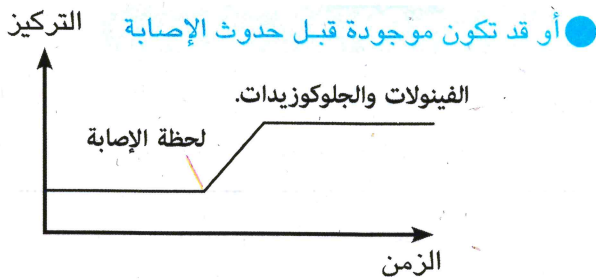 أو قد تكون موجودة قبل حدوث الإصابة
التركيز
الفينولات والجلوكوزيدات.
لحظة الإصابة
الزمن